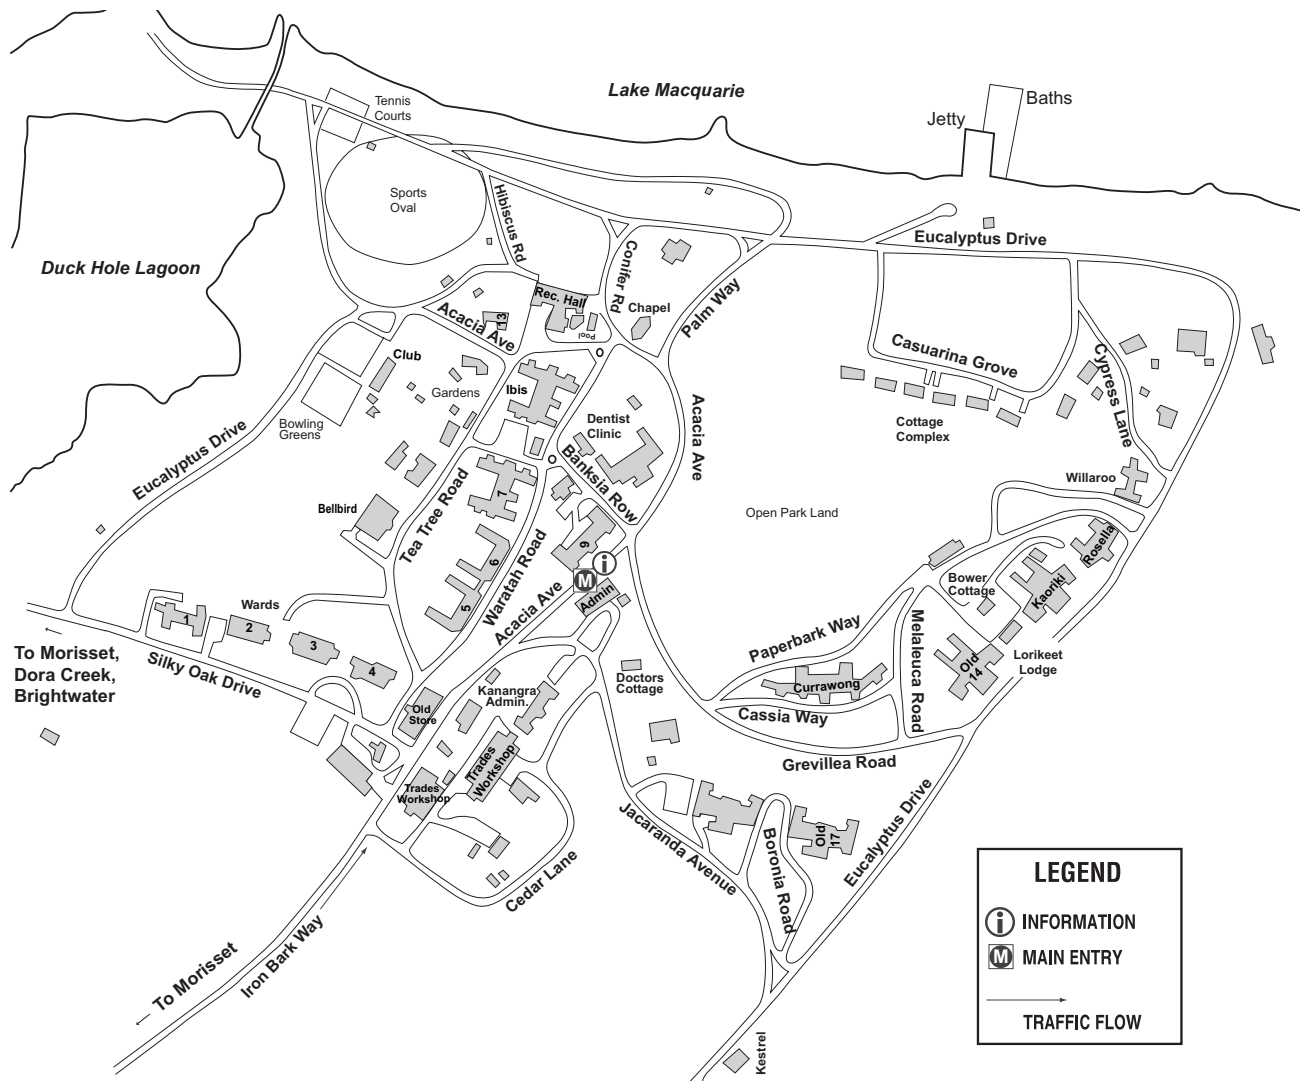 Lake Macquarie
Baths
Jetty
Tennis
Courts
Sports
Oval
Hibiscus Rd
Conifer Rd
Eucalyptus Drive
Duck Hole Lagoon
Rec. Hall
Chapel
Palm Way
Pool
13
Acacia Ave
Club
Casuarina Grove
Cypress Lane
Gardens
Ibis
Acacia Ave
Dentist
Clinic
Cottage
Complex
Bowling
Greens
Eucalyptus Drive
Banksia Row
Willaroo
Tea Tree Road
7
Bellbird
Open Park Land
Rosella
9
6
Waratah Road
i
M
Admin
Bower
Cottage
Kaoriki
Wards
1
2
3
4
5
Acacia Ave
Paperbark Way
Melaleuca Road
Lorikeet
Lodge
To Morisset,
Dora Creek,
Brightwater
Silky Oak Drive
Doctors
Cottage
Old
14
Currawong
Kanangra
Admin.
Old
Store
Cassia Way
Trades
Workshop
Grevillea Road
Trades
Workshop
Jacaranda Avenue
Old
17
Boronia Road
Eucalyptus Drive
Cedar Lane
Iron Bark Way
To Morisset
Kestrel
LEGEND
i INFORMATION
M MAIN ENTRY
TRAFFIC FLOW